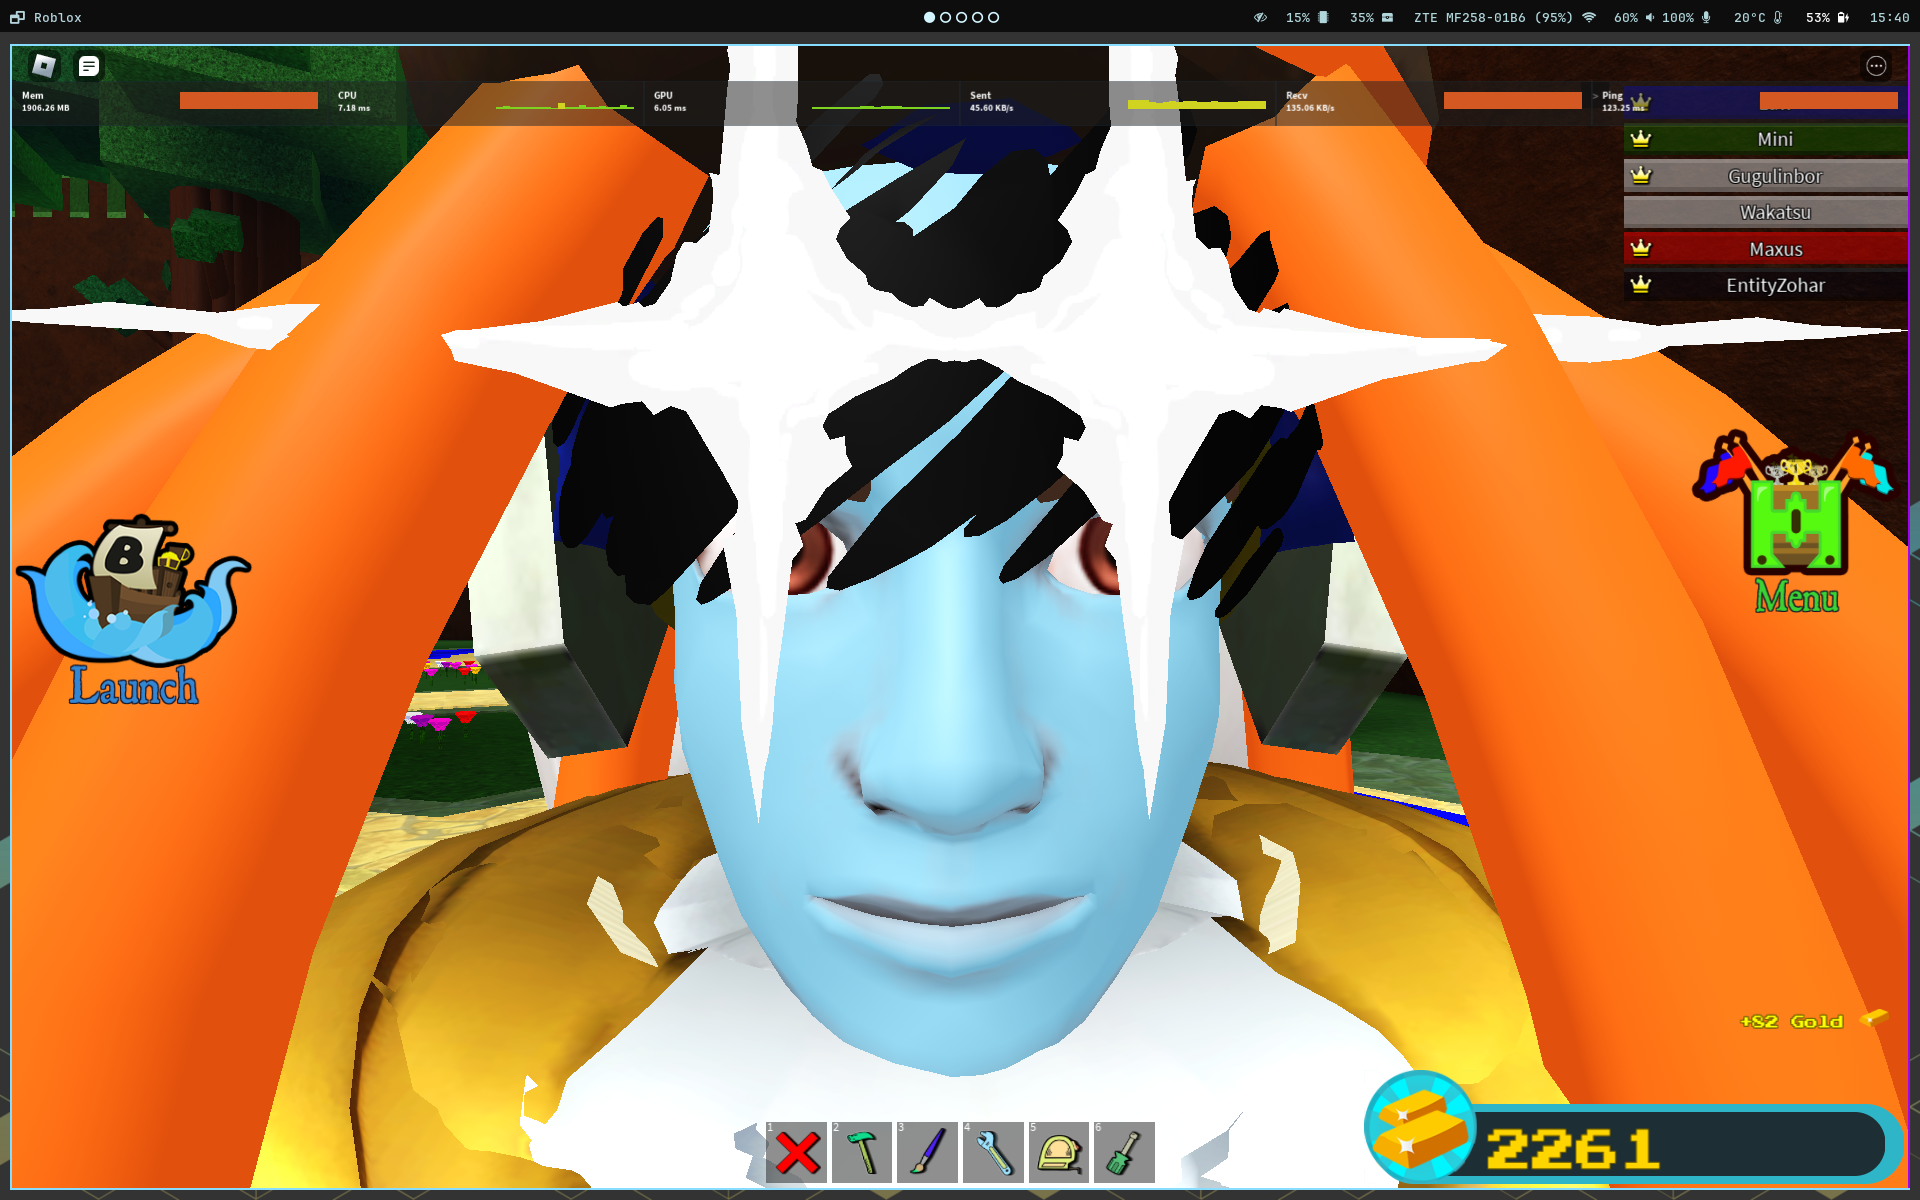 Roblox
15%
35%
ZTE MF258-01B6 (95%)
60%
100%
20°C
53%
15:40
Mem
1906.26 MB
CPU
7.18 ms
GPU
6.05 ms
Sent
45.60 KB/s
Recv
135.06 KB/s
> Ping
123.25 ms
Mini
Gugulinbor
Wakatsu
Maxus
EntityZohar
B
Launch
Menu
+82 Gold
2261
1
2
3
4
5
6